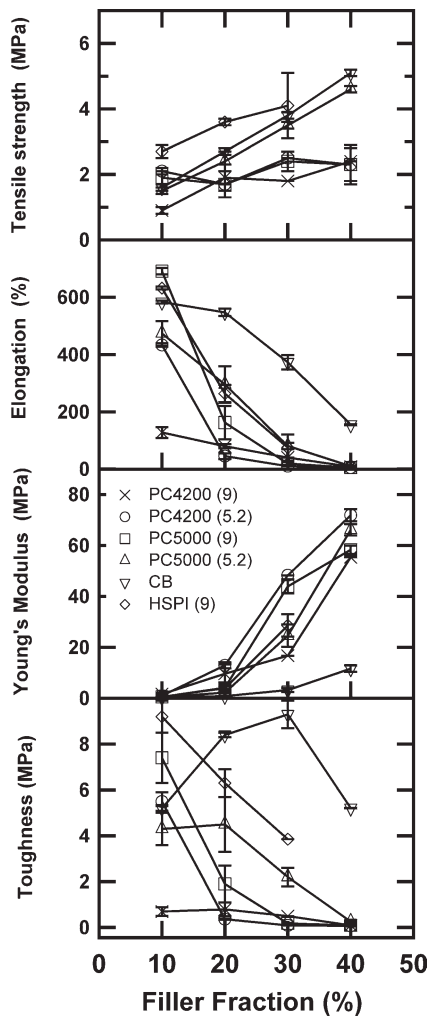 Tensile strength (MPa)
6
4
2
0
Elongation (%)
600
400
200
0
Young's Modulus (MPa)
80
60
40
20
0
PC4200 (9)
PC4200 (5.2)
PC5000 (9)
PC5000 (5.2)
CB
HSPI (9)
Toughness (MPa)
8
6
4
2
0
0 10 20 30 40 50
Filler Fraction (%)